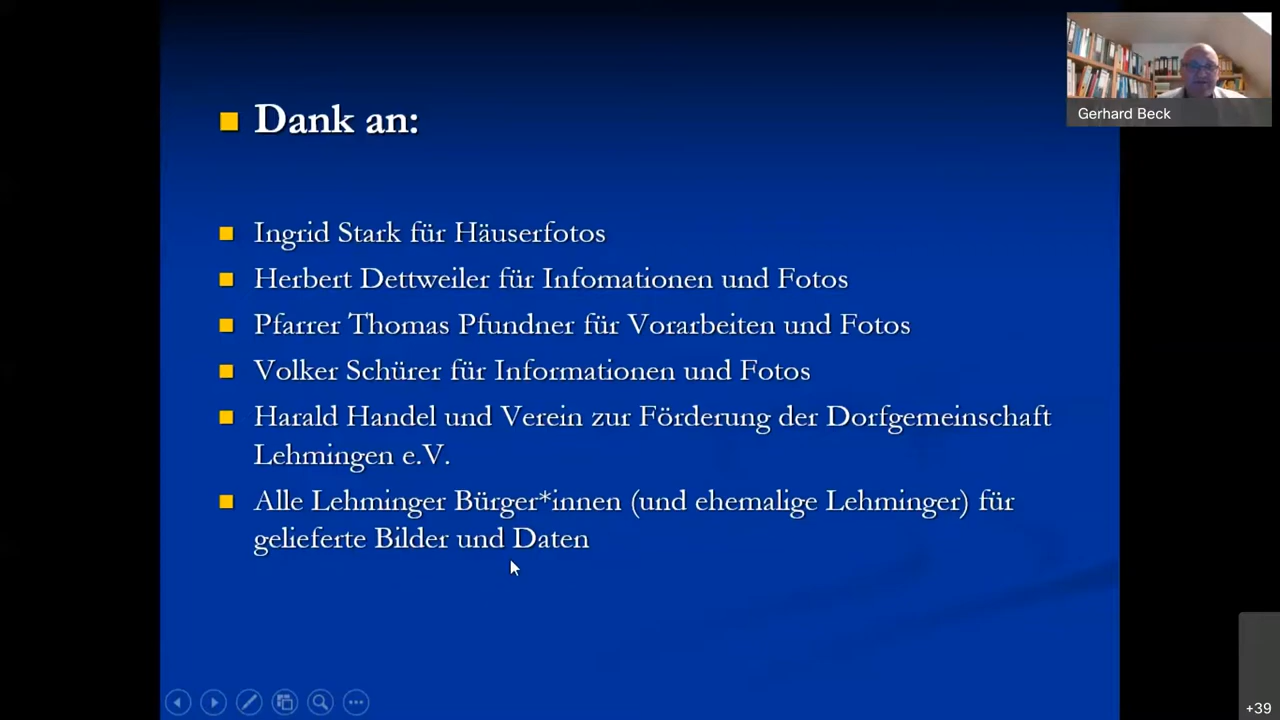 Dank an:
Gerhard Beck
Ingrid Stark für Häuserfotos
Herbert Dettweiler für Infomationen und Fotos
Pfarrer Thomas Pfundner für Vorarbeiten und Fotos
Volker Schürer für Informationen und Fotos
Harald Handel und Verein zur Förderung der Dorfgemeinschaft
Lehmingen e.V.
Alle Lehminger Bürger*innen (und ehemalige Lehminger) für
gelieferte Bilder und Daten
+39